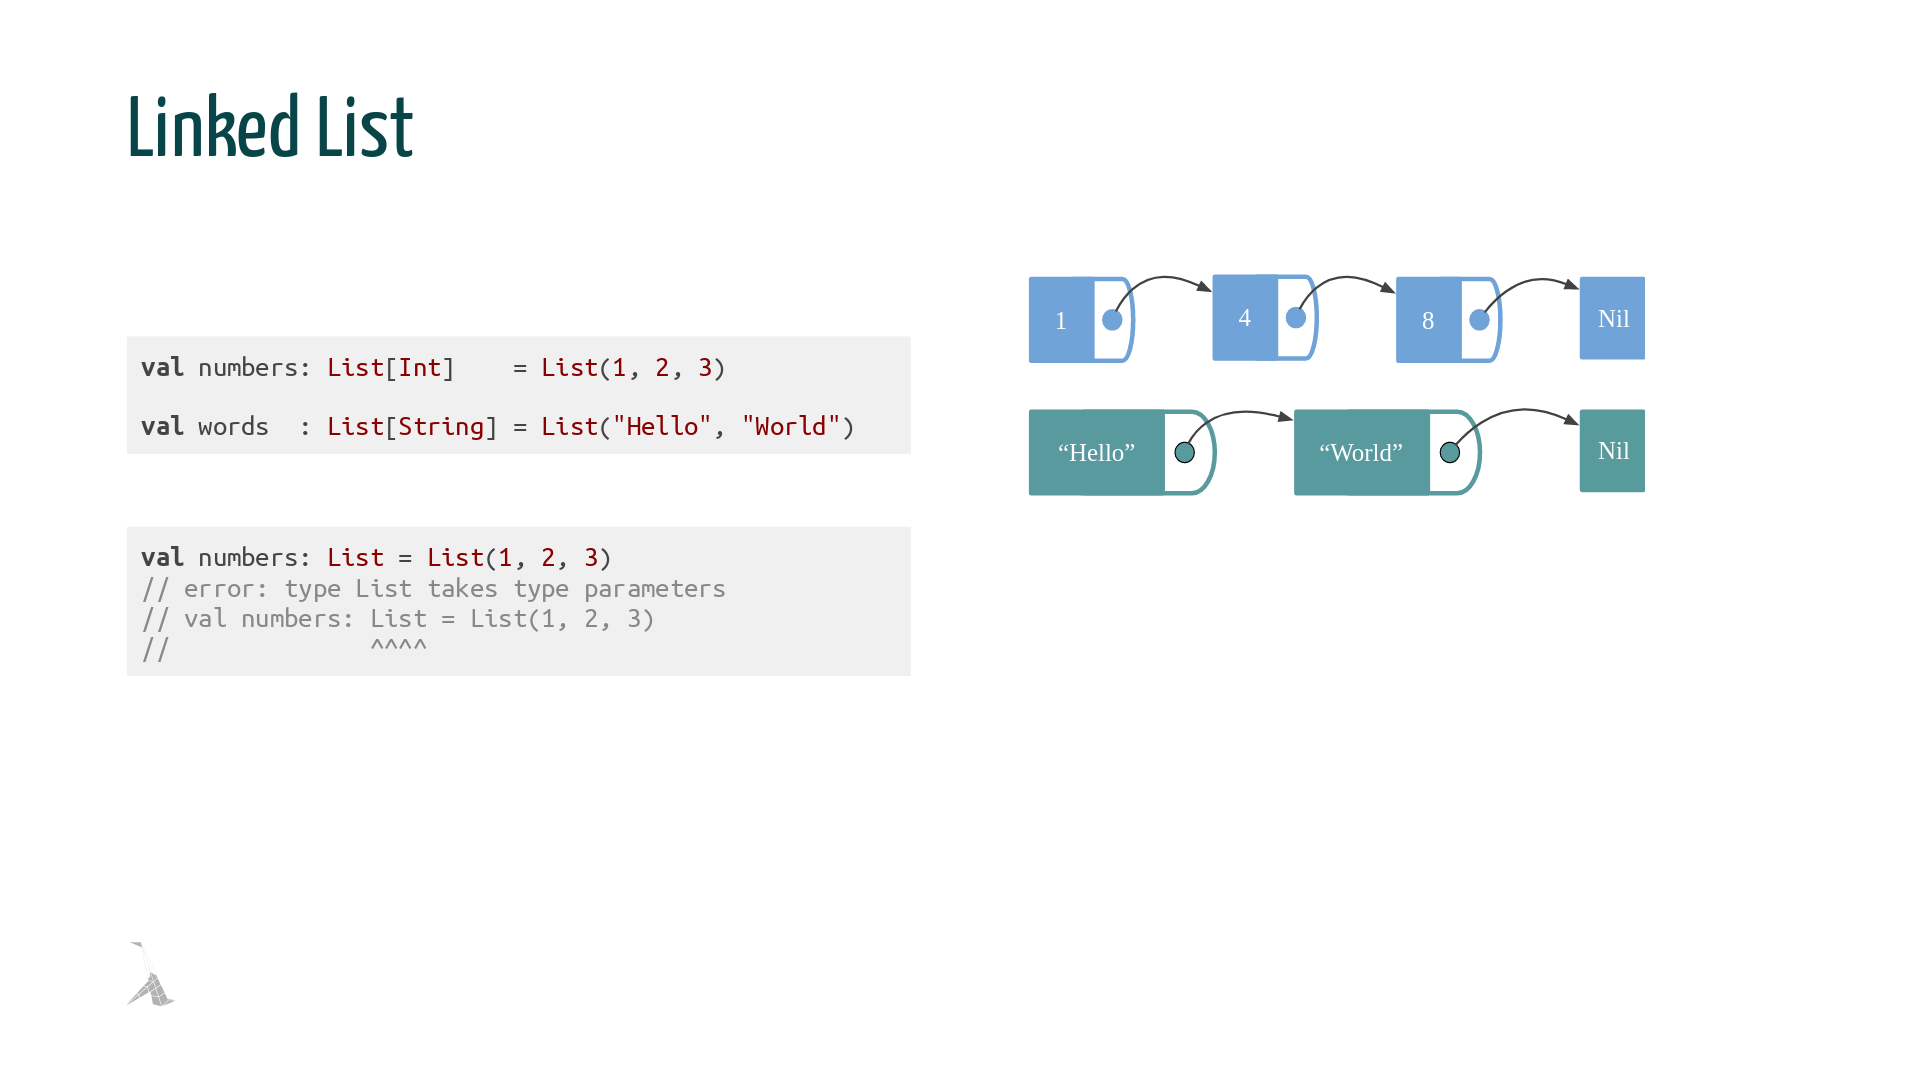 Linked List
val numbers: List[Int]    = List(1, 2, 3)
val words  : List[String] = List("Hello", "World")
val numbers: List = List(1, 2, 3)
// error: type List takes type parameters
// val numbers: List = List(1, 2, 3)
//              ^^^^
1 4 8 Nil
“Hello” “World” Nil